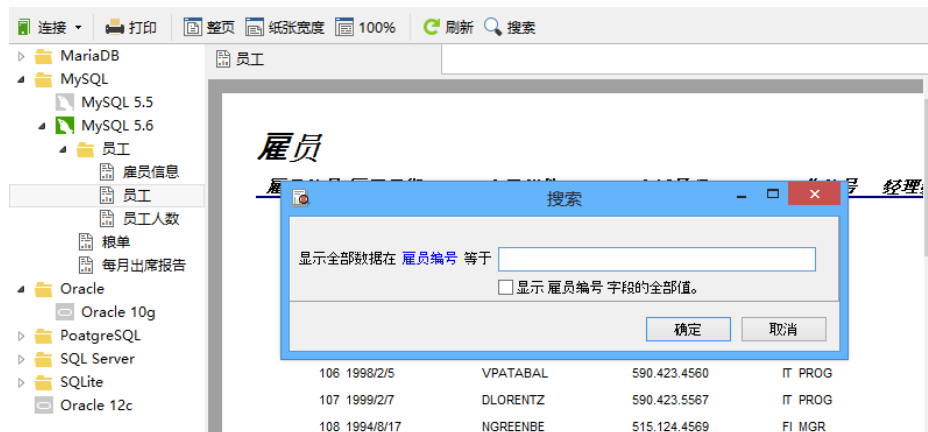 连接 打印 整页 纸张宽度 100% 刷新 搜索
MariaDB
MySQL
MySQL 5.5
MySQL 5.6
员工
雇员信息
员工
员工人数
粮单
每月出席报告
Oracle
Oracle 10g
PoatgreSQL
SQL Server
SQLite
Oracle 12c
员工
雇员
搜索
显示全部数据在 雇员编号 等于
显示 雇员编号 字段的全部值。
确定 取消
106 1998/2/5 VPATABAL 590.423.4560 IT PROG
107 1999/2/7 DLORENTZ 590.423.5567 IT PROG
108 1994/8/17 NGREENBE 515.124.4569 FI MGR